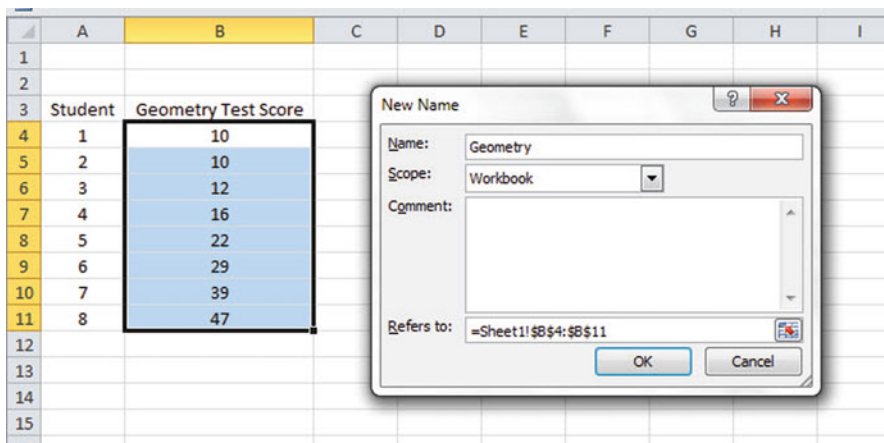 A B C D E F G H I
1
2
3 Student Geometry Test Score
4 1 10
5 2 10
6 3 12
7 4 16
8 5 22
9 6 29
10 7 39
11 8 47
12
13
14
15
New Name
?
Name: Geometry
Scope: Workbook
Comment:
Refers to: =Sheet1!$B$4:$B$11
OK Cancel